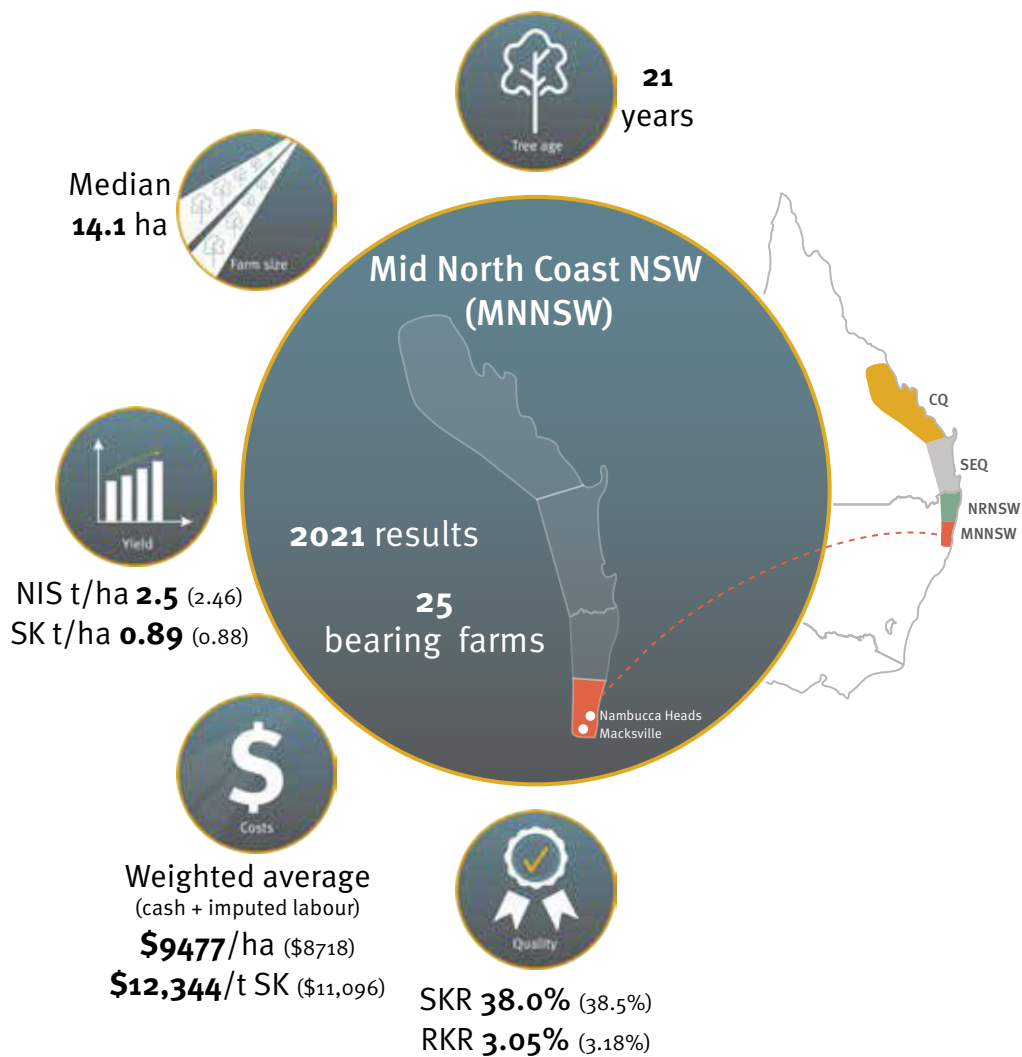 21
years
Tree age
Median
14.1 ha
Farm size
Mid North Coast NSW
(MNNSW)
CQ
SEQ
NRNSW
MNNSW
2021 results
25
bearing farms
Nambucca Heads
Macksville
Yield
NIS t/ha 2.5 (2.46)
SK t/ha 0.89 (0.88)
Costs
Weighted average
(cash + imputed labour)
$9477/ha ($8718)
$12,344/t SK ($11,096)
Quality
SKR 38.0% (38.5%)
RKR 3.05% (3.18%)